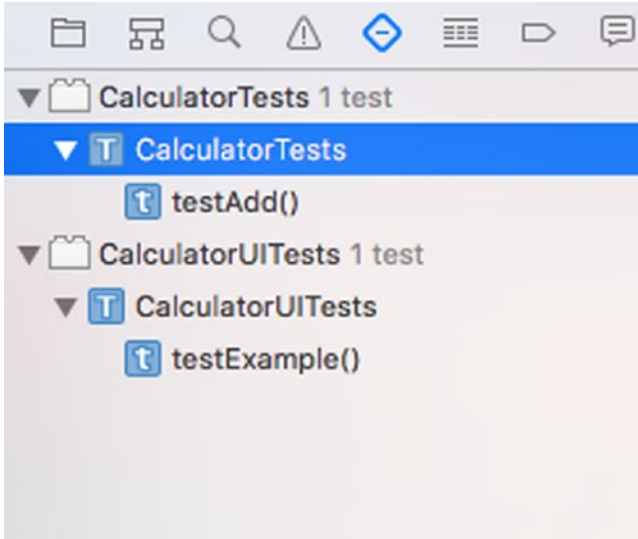 CalculatorTests 1 test
T CalculatorTests
t testAdd()
CalculatorUITests 1 test
T CalculatorUITests
t testExample()